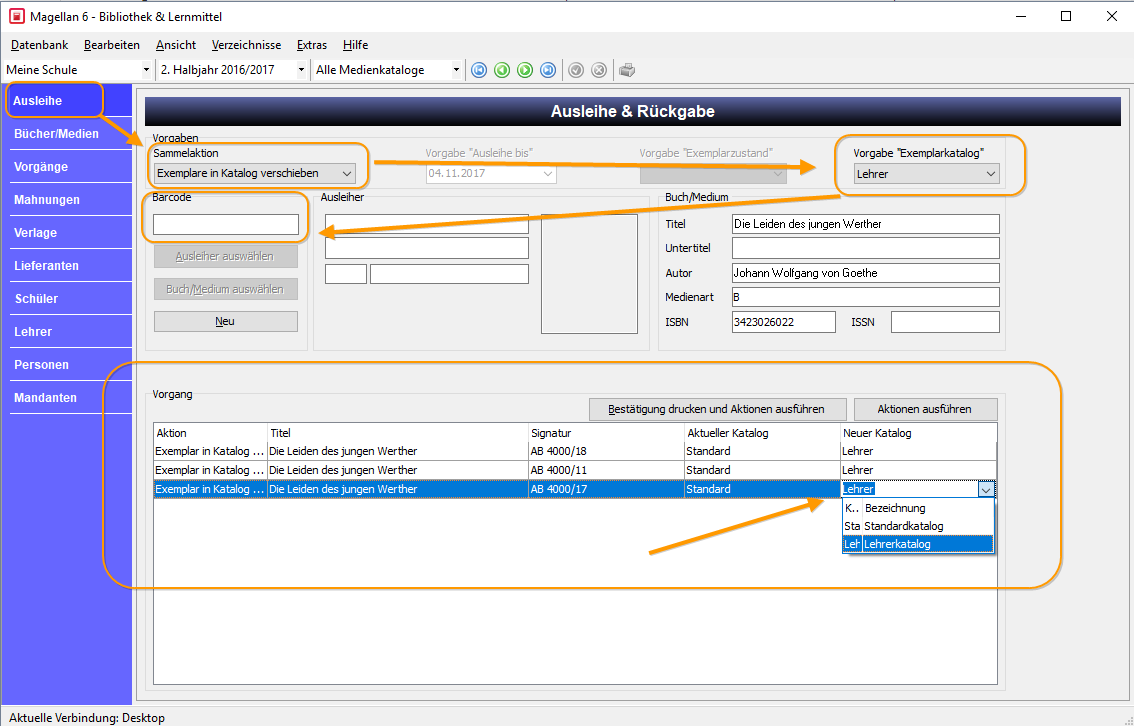 Magellan 6 - Bibliothek & Lernmittel
Datenbank Bearbeiten Ansicht Verzeichnisse Extras Hilfe
Meine Schule 2. Halbjahr 2016/2017 Alle Medienkataloge
Ausleihe
Bücher/Medien
Vorgänge
Mahnungen
Verlage
Lieferanten
Schüler
Lehrer
Personen
Mandanten
Ausleihe & Rückgabe
Vorgaben
Sammelaktion Vorgabe "Ausleihe bis" Vorgabe "Exemplarzustand" Vorgabe "Exemplarkatalog"
Exemplare in Katalog verschieben 04.11.2017 Lehrer
Barcode Ausleiher Buch/Medium
Ausleiher auswählen
Buch/Medium auswählen
Neu
Titel Die Leiden des jungen Werther
Untertitel
Autor Johann Wolfgang von Goethe
Medienart B
ISBN 3423026022 ISSN
Vorgang
Bestätigung drucken und Aktionen ausführen Aktionen ausführen
Aktion Titel Signatur Aktueller Katalog Neuer Katalog
Exemplar in Katalog ... Die Leiden des jungen Werther AB 4000/18 Standard Lehrer
Exemplar in Katalog ... Die Leiden des jungen Werther AB 4000/11 Standard Lehrer
Exemplar in Katalog ... Die Leiden des jungen Werther AB 4000/17 Standard Lehrer
K.. Bezeichnung
Sta Standardkatalog
Leh Lehrerkatalog
Aktuelle Verbindung: Desktop